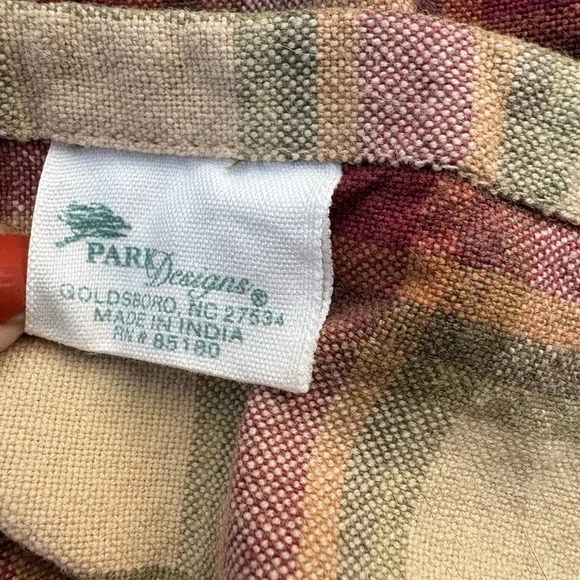 PARK Designs®
GOLDSBORO, NC 27534
MADE IN INDIA
RN # 85180